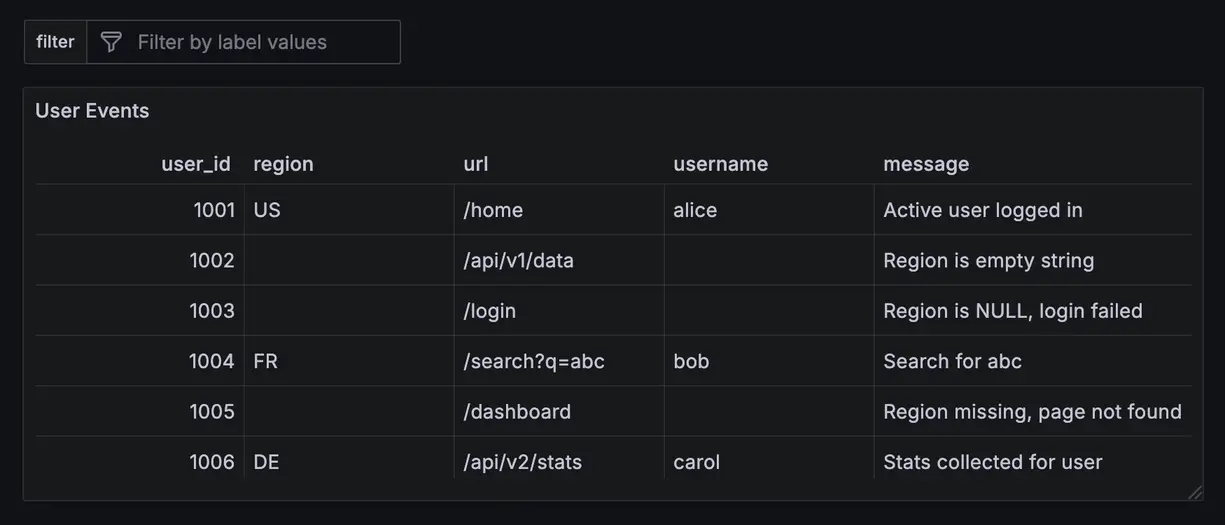 filter Filter by label values
User Events
user_id region url username message
1001 US /home alice Active user logged in
1002 /api/v1/data Region is empty string
1003 /login Region is NULL, login failed
1004 FR /search?q=abc bob Search for abc
1005 /dashboard Region missing, page not found
1006 DE /api/v2/stats carol Stats collected for user